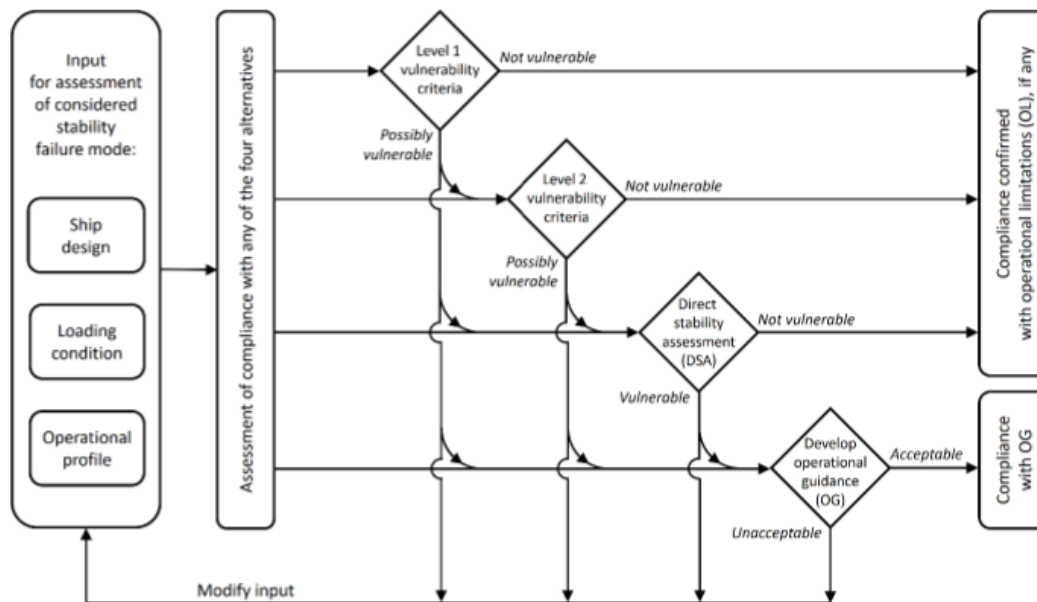 Input
for assessment
of considered
stability
failure mode:
Ship
design
Loading
condition
Operational
profile
Assessment of compliance with any of the four alternatives
Level 1
vulnerability
criteria
Not vulnerable
Possibly
vulnerable
Level 2
vulnerability
criteria
Not vulnerable
Possibly
vulnerable
Direct
stability
assessment
(DSA)
Not vulnerable
Vulnerable
Develop
operational
guidance
(OG)
Acceptable
Unacceptable
Compliance confirmed
with operational limitations (OL), if any
Compliance
with OG
Modify input